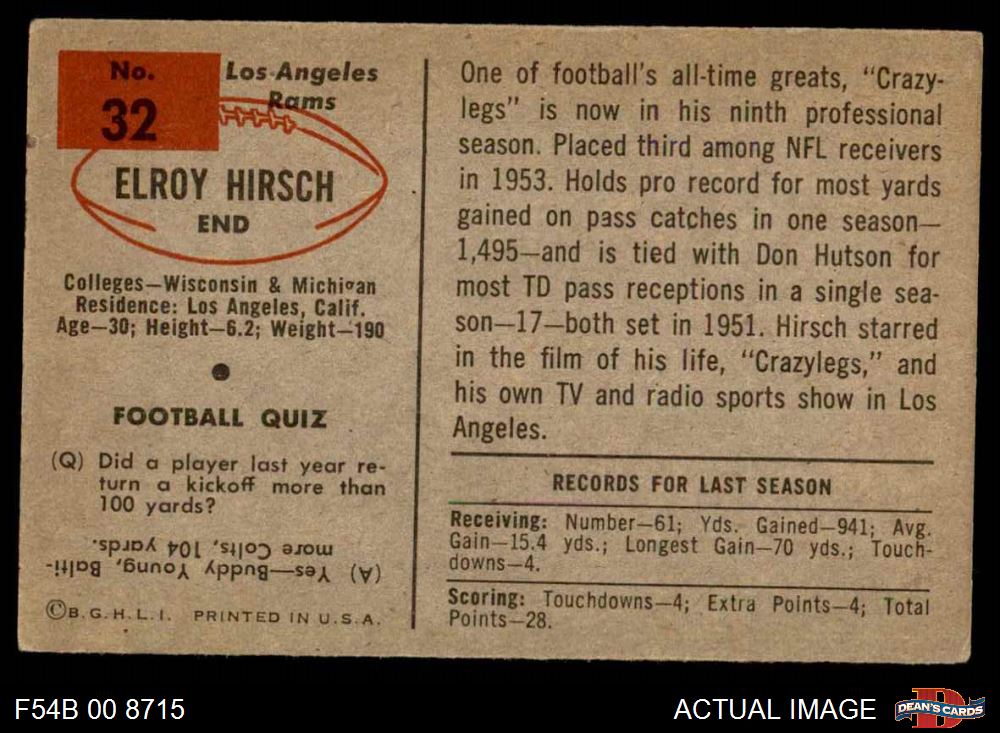 No.
32
Los Angeles
Rams
ELROY HIRSCH
END
Colleges—Wisconsin & Michigan
Residence: Los Angeles, Calif.
Age—30; Height—6.2; Weight—190
FOOTBALL QUIZ
(Q) Did a player last year re-
turn a kickoff more than
100 yards?
(A) Yes—Buddy Young, Balti-
more Colts, 104 yards.
©B.G.H.L.I. PRINTED IN U.S.A.
One of football's all-time greats, "Crazy-
legs" is now in his ninth professional
season. Placed third among NFL receivers
in 1953. Holds pro record for most yards
gained on pass catches in one season—
1,495—and is tied with Don Hutson for
most TD pass receptions in a single sea-
son—17—both set in 1951. Hirsch starred
in the film of his life, "Crazylegs," and
his own TV and radio sports show in Los
Angeles.
RECORDS FOR LAST SEASON
Receiving: Number—61; Yds. Gained—941; Avg.
Gain—15.4 yds.; Longest Gain—70 yds.; Touch-
downs—4.
Scoring: Touchdowns—4; Extra Points—4; Total
Points—28.
F54B 00 8715
ACTUAL IMAGE
DEAN'S CARDS